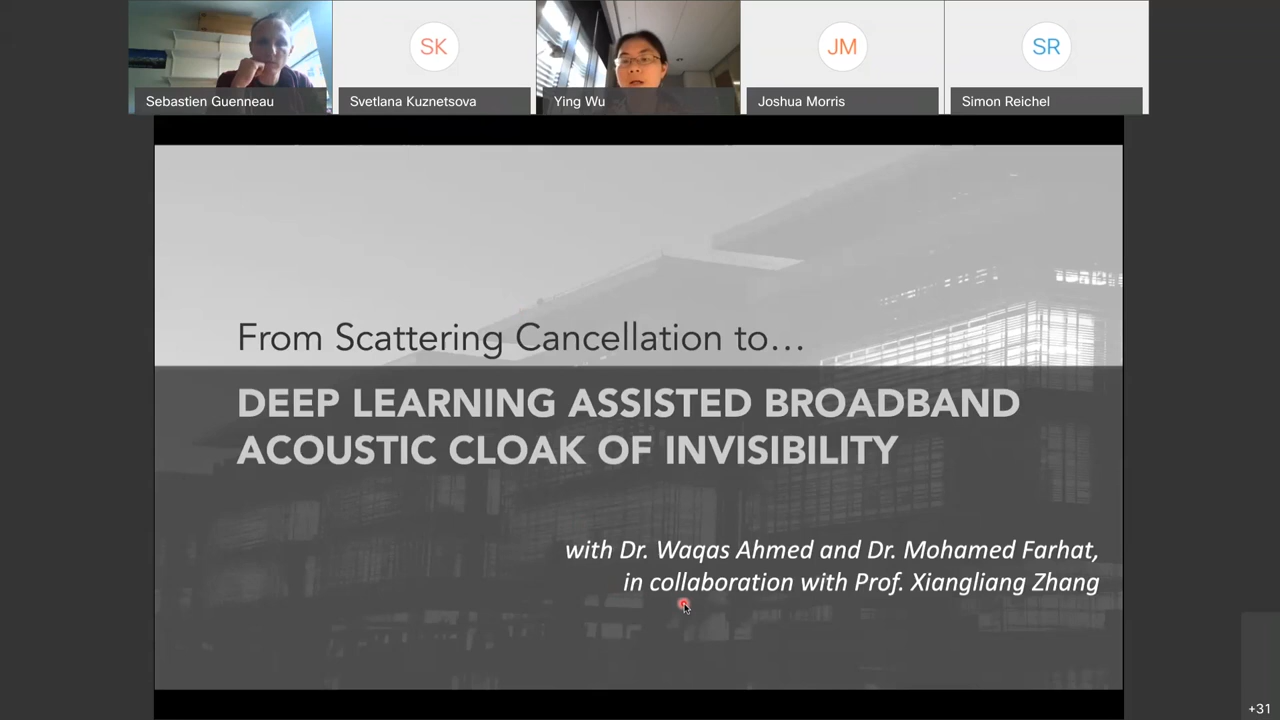 SK
JM
SR
Sebastien Guenneau
Svetlana Kuznetsova
Ying Wu
Joshua Morris
Simon Reichel
From Scattering Cancellation to...
DEEP LEARNING ASSISTED BROADBAND
ACOUSTIC CLOAK OF INVISIBILITY
with Dr. Waqas Ahmed and Dr. Mohamed Farhat,
in collaboration with Prof. Xiangliang Zhang
+31